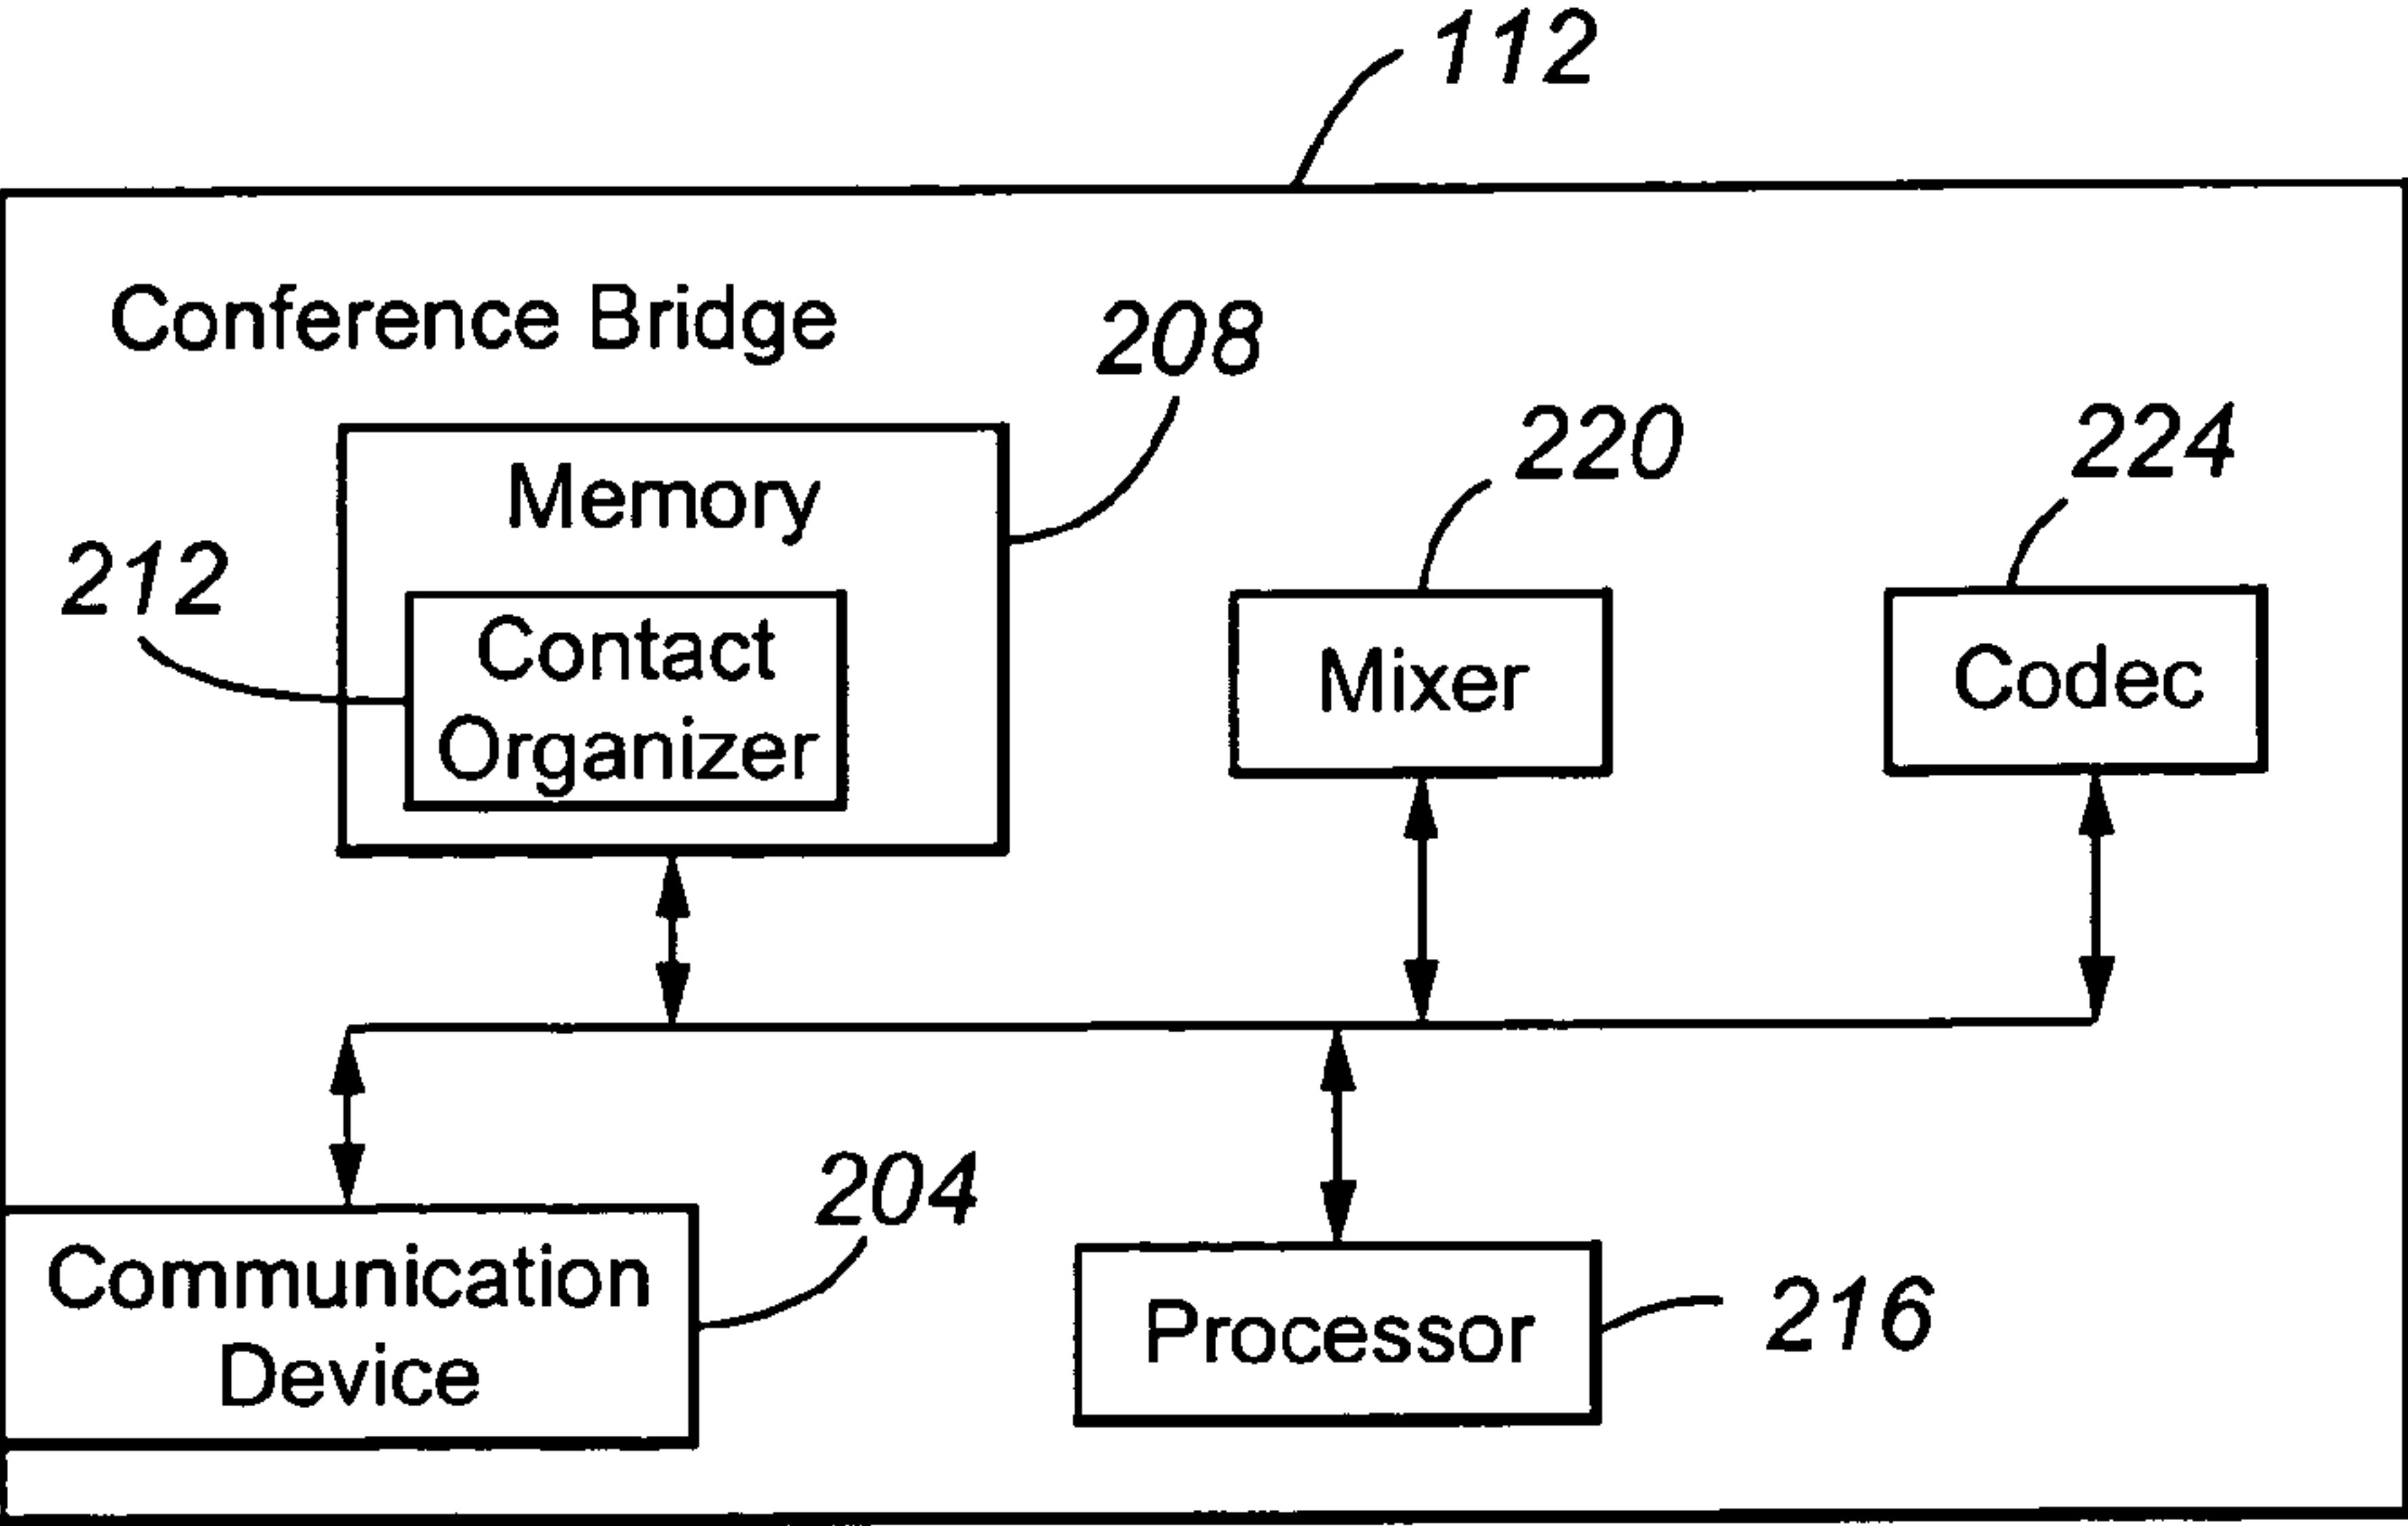 112
Conference Bridge
208
220
224
Memory
212
Contact
Organizer
Mixer
Codec
204
Communication
Device
Processor
216